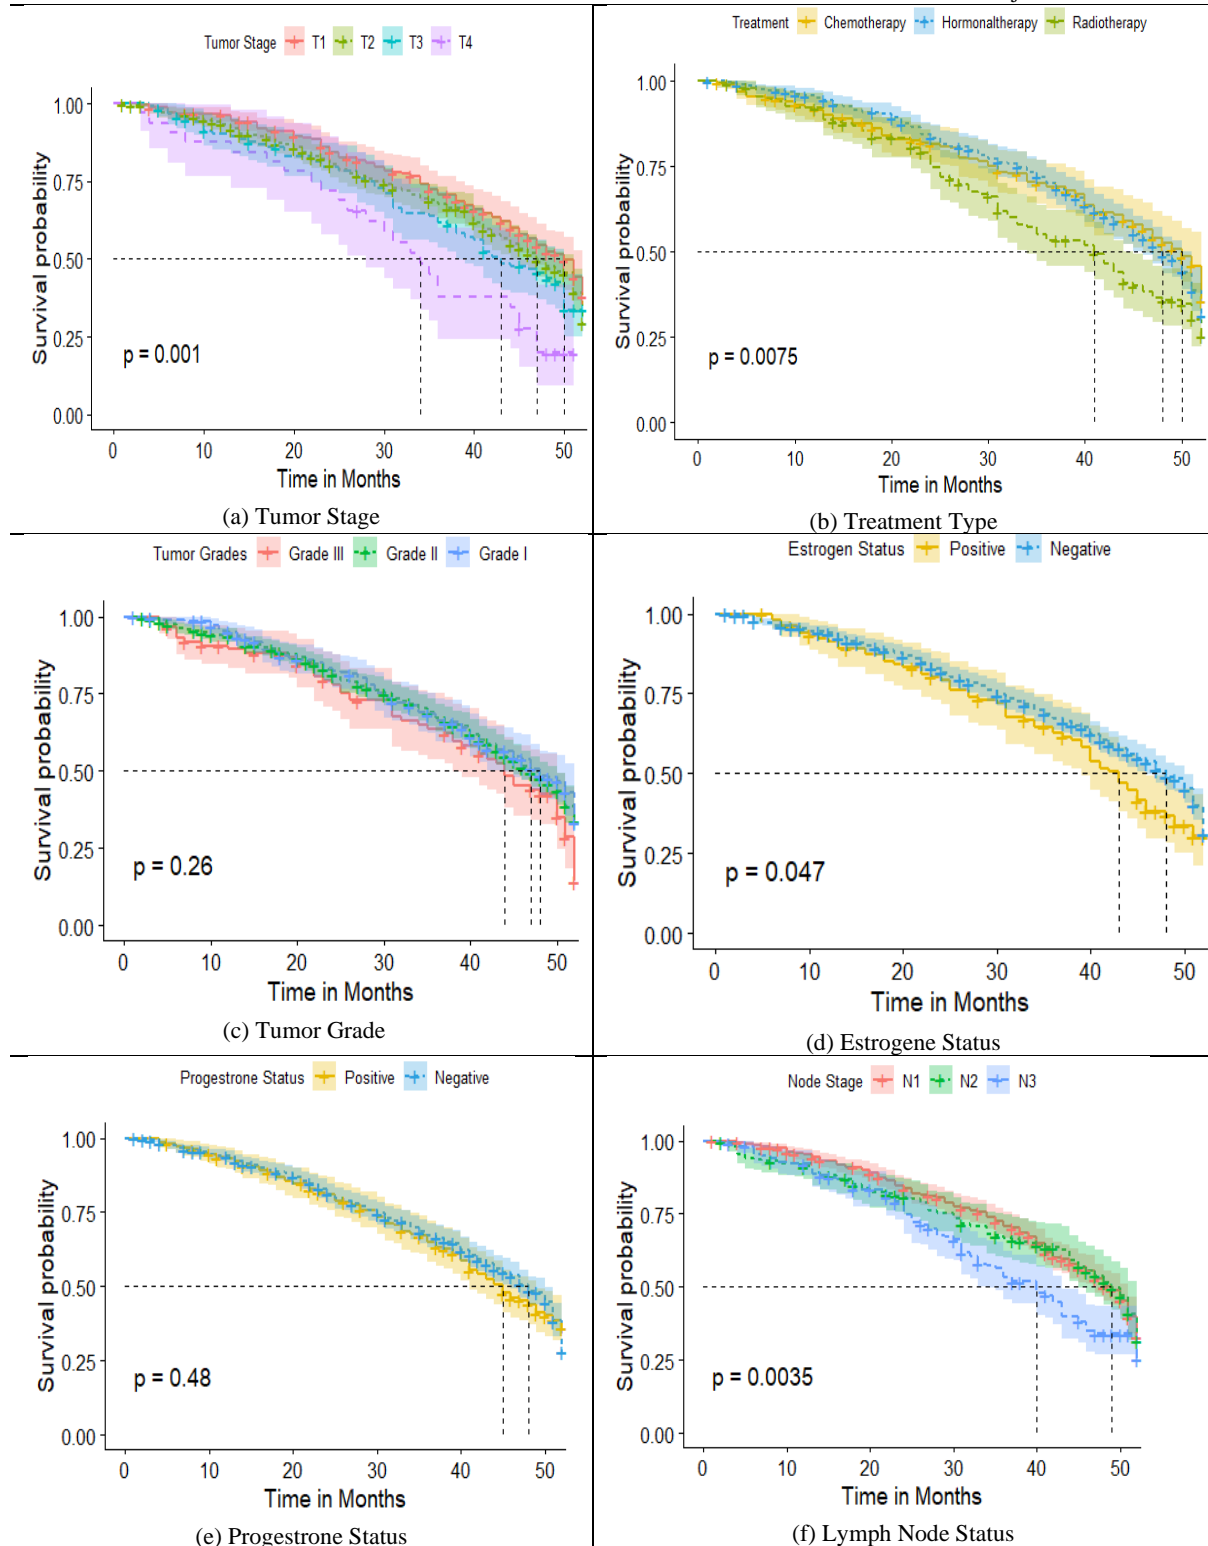 Tumor Stage T1 T2 T3 T4
Survival probability
1.00
0.75
0.50
0.25
0.00
p = 0.001
0 10 20 30 40 50
Time in Months
(a) Tumor Stage
Treatment Chemotherapy Hormonaltherapy Radiotherapy
Survival probability
1.00
0.75
0.50
0.25
0.00
p = 0.0075
0 10 20 30 40 50
Time in Months
(b) Treatment Type
Tumor Grades Grade III Grade II Grade I
Survival probability
1.00
0.75
0.50
0.25
0.00
p = 0.26
0 10 20 30 40 50
Time in Months
(c) Tumor Grade
Estrogen Status Positive Negative
Survival probability
1.00
0.75
0.50
0.25
0.00
p = 0.047
0 10 20 30 40 50
Time in Months
(d) Estrogene Status
Progestrone Status Positive Negative
Survival probability
1.00
0.75
0.50
0.25
0.00
p = 0.48
0 10 20 30 40 50
Time in Months
(e) Progestrone Status
Node Stage N1 N2 N3
Survival probability
1.00
0.75
0.50
0.25
0.00
p = 0.0035
0 10 20 30 40 50
Time in Months
(f) Lymph Node Status